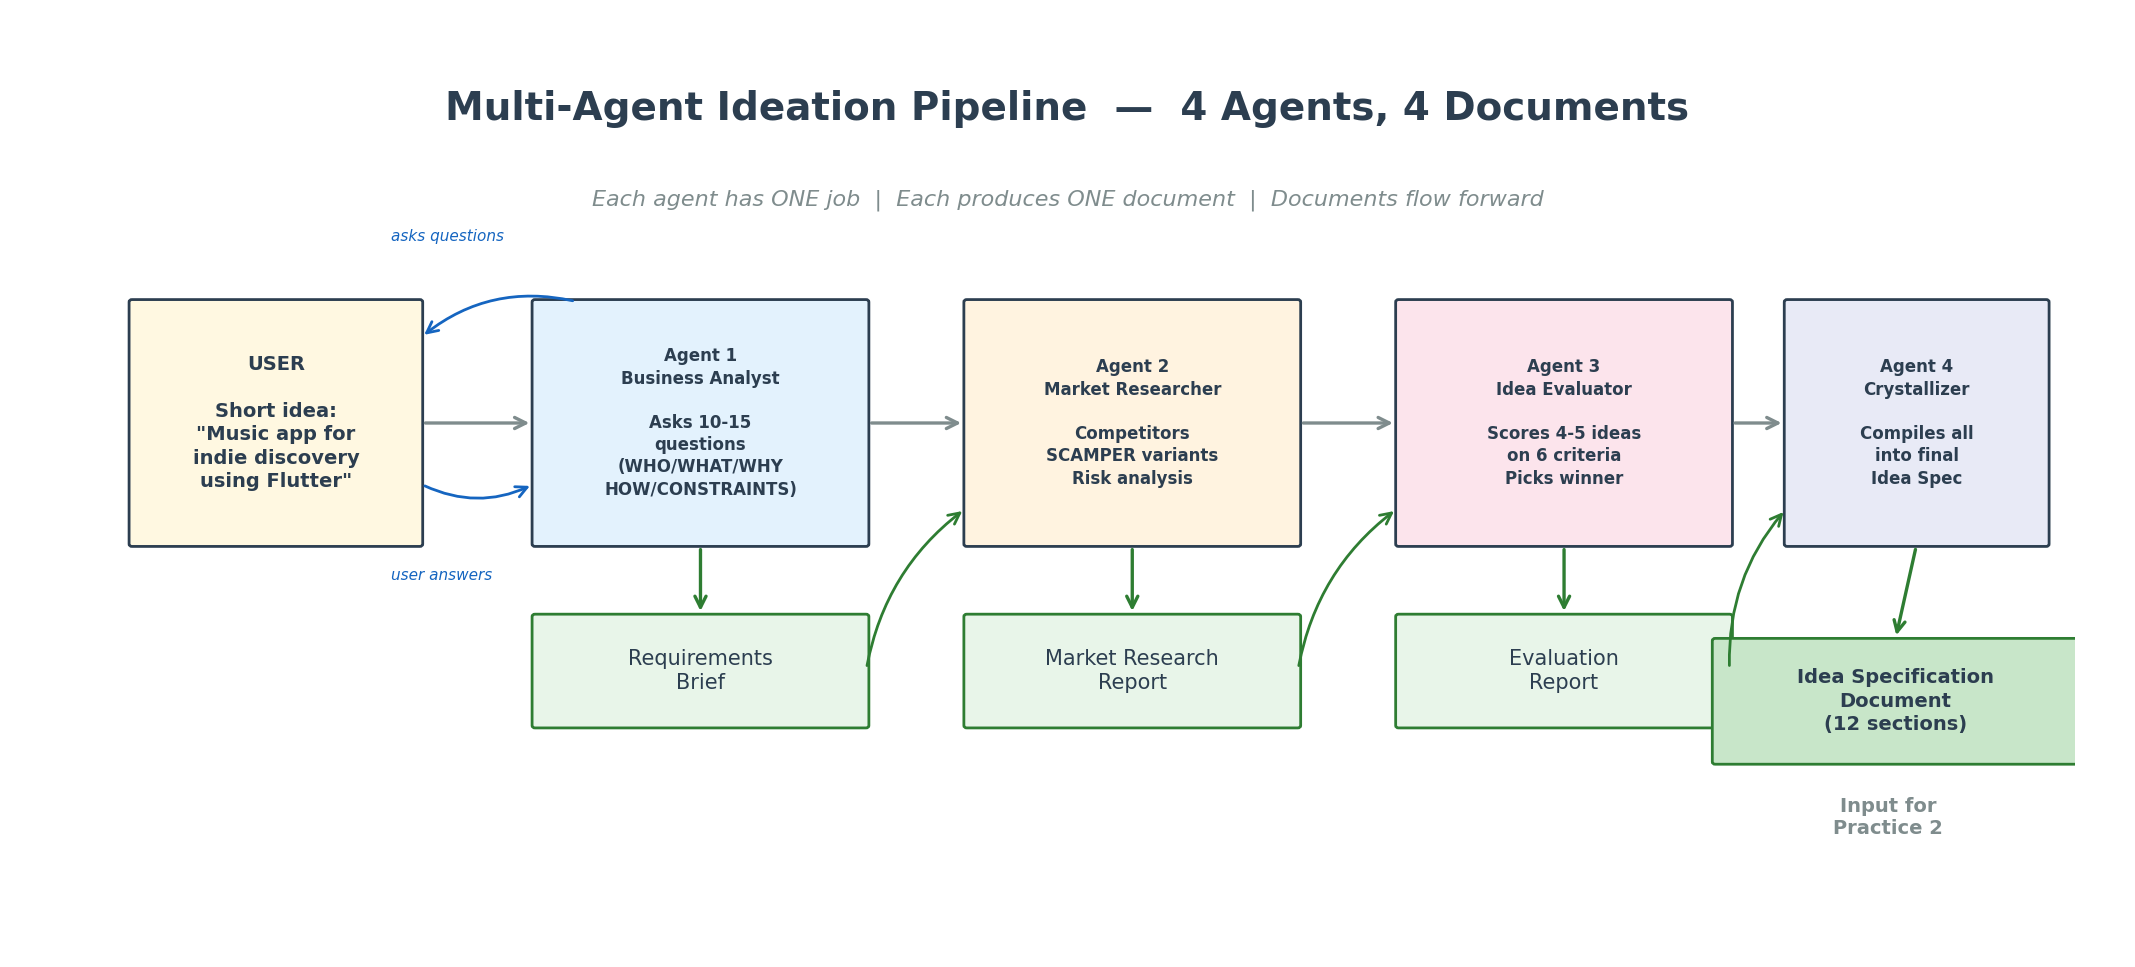 Multi-Agent Ideation Pipeline — 4 Agents, 4 Documents
Each agent has ONE job | Each produces ONE document | Documents flow forward
asks questions
USER
Short idea:
"Music app for
indie discovery
using Flutter"
user answers
Agent 1
Business Analyst
Asks 10-15
questions
(WHO/WHAT/WHY
HOW/CONSTRAINTS)
Agent 2
Market Researcher
Competitors
SCAMPER variants
Risk analysis
Agent 3
Idea Evaluator
Scores 4-5 ideas
on 6 criteria
Picks winner
Agent 4
Crystallizer
Compiles all
into final
Idea Spec
Requirements
Brief
Market Research
Report
Evaluation
Report
Idea Specification
Document
(12 sections)
Input for
Practice 2